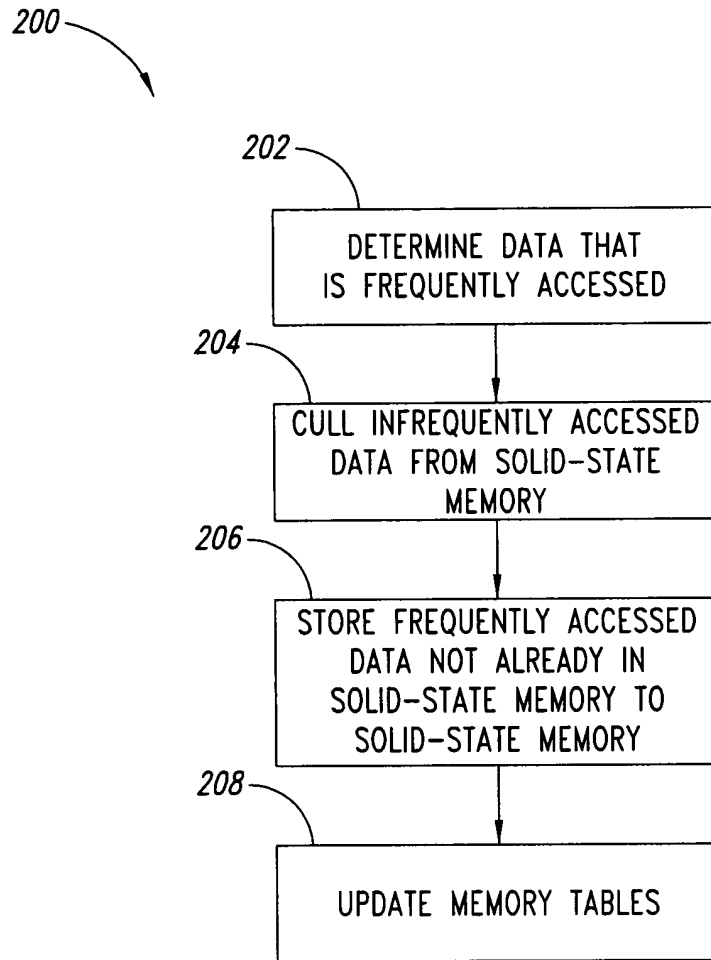 200
202
DETERMINE DATA THAT
IS FREQUENTLY ACCESSED
204
CULL INFREQUENTLY ACCESSED
DATA FROM SOLID-STATE
MEMORY
206
STORE FREQUENTLY ACCESSED
DATA NOT ALREADY IN
SOLID-STATE MEMORY TO
SOLID-STATE MEMORY
208
UPDATE MEMORY TABLES